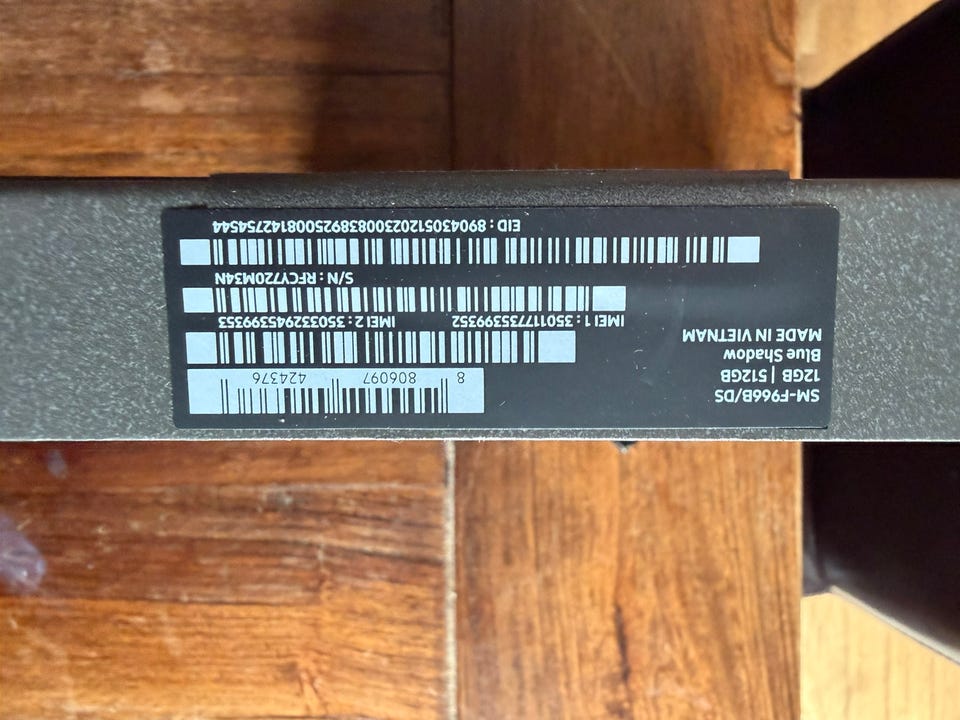 SM-F966B/DS
12GB | 512GB
Blue Shadow
MADE IN VIETNAM
8 806097 424376
IMEI 1 : 350117735399352 IMEI 2 : 350332945399353
S/N : RFCY720M34N
EID : 89043051202300838925008142754544